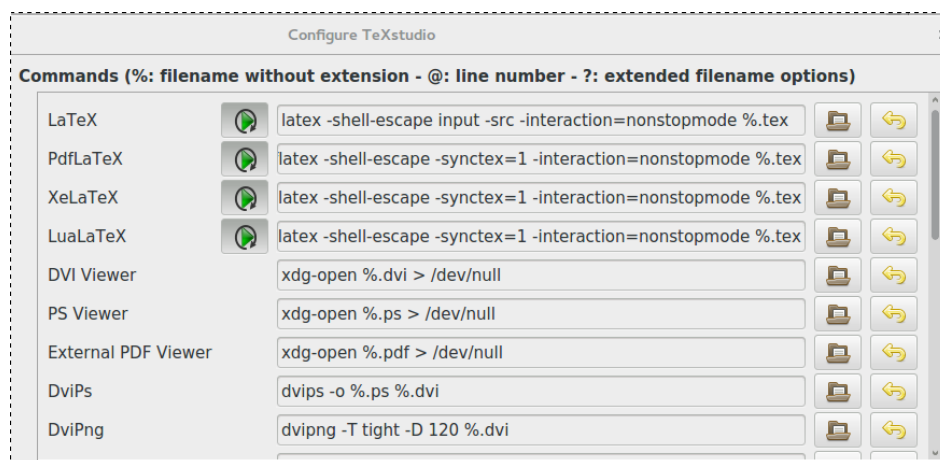 Configure TeXstudio
Commands (%: filename without extension - @: line number - ?: extended filename options)
LaTeX latex -shell-escape input -src -interaction=nonstopmode %.tex
PdfLaTeX latex -shell-escape -synctex=1 -interaction=nonstopmode %.tex
XeLaTeX latex -shell-escape -synctex=1 -interaction=nonstopmode %.tex
LuaLaTeX latex -shell-escape -synctex=1 -interaction=nonstopmode %.tex
DVI Viewer xdg-open %.dvi > /dev/null
PS Viewer xdg-open %.ps > /dev/null
External PDF Viewer xdg-open %.pdf > /dev/null
DviPs dvips -o %.ps %.dvi
DviPng dvipng -T tight -D 120 %.dvi